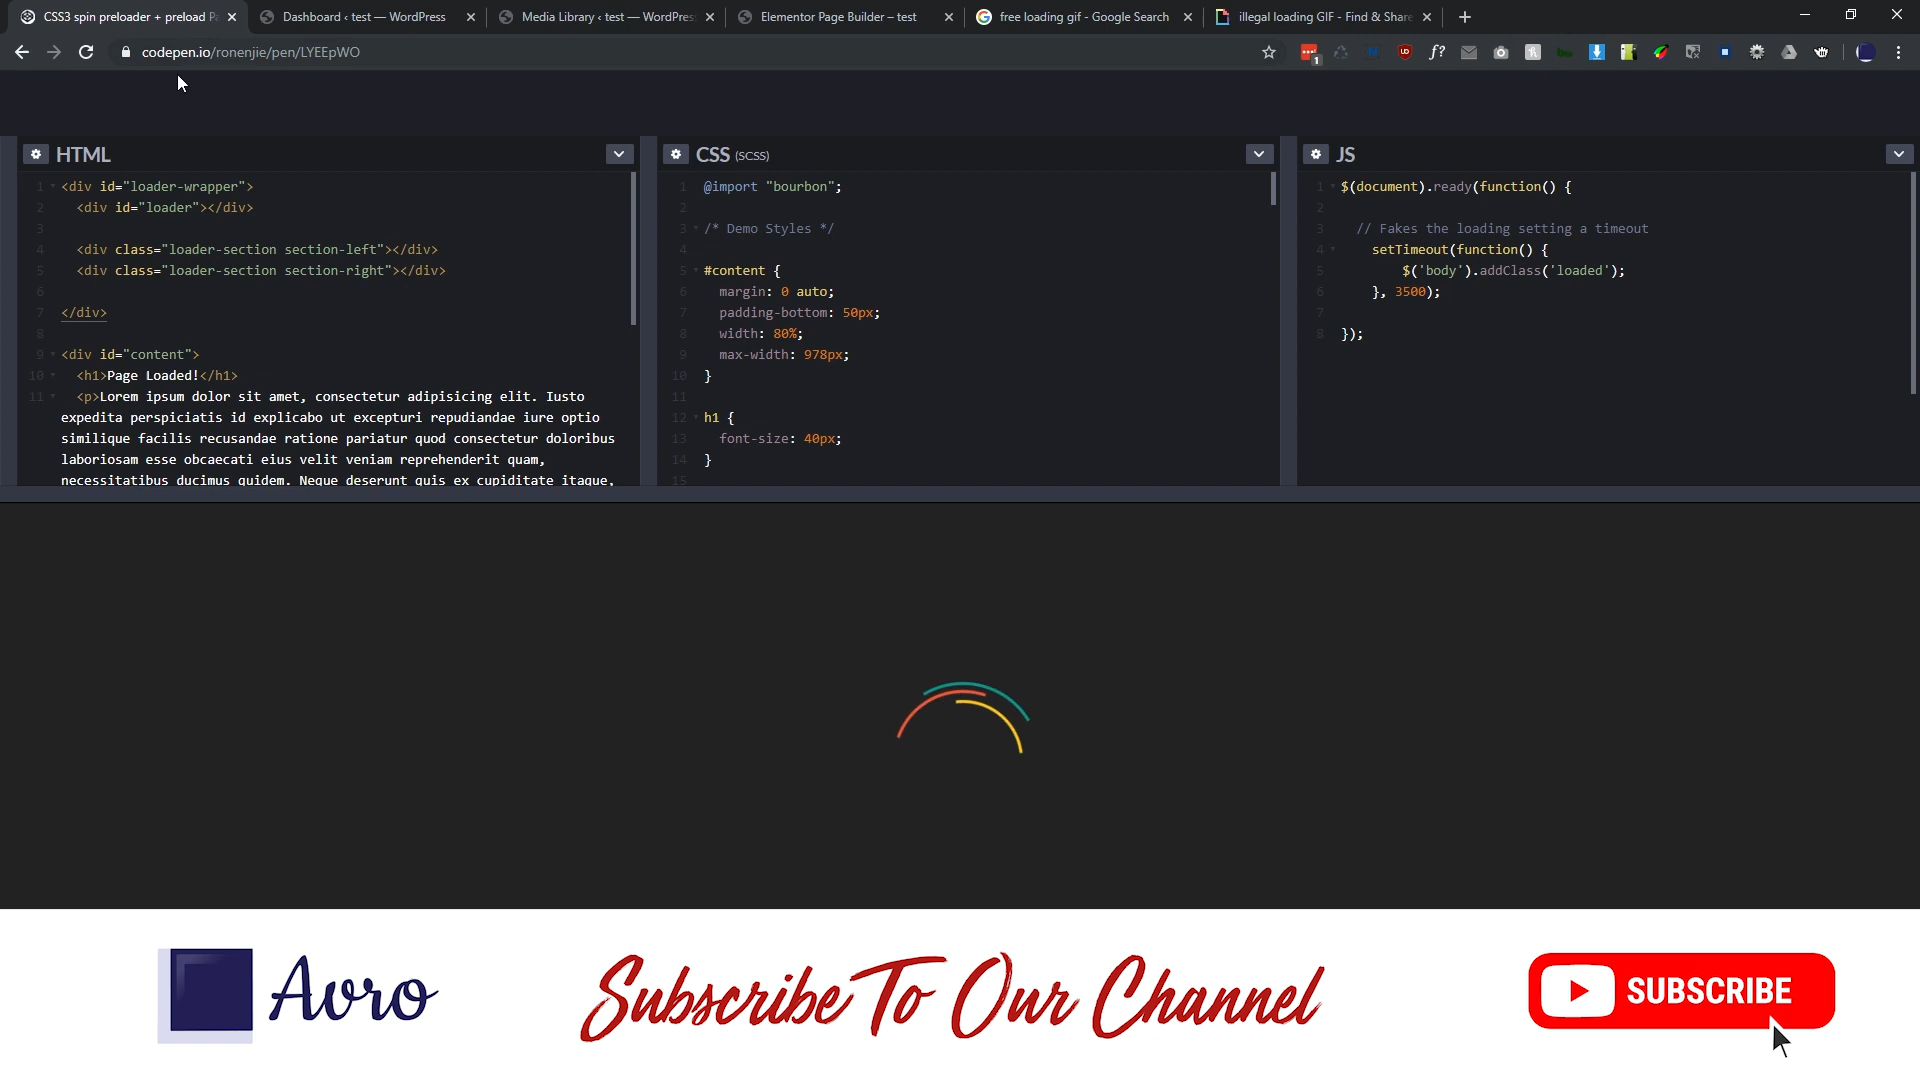 CSS3 spin preloader + preload P
Dashboard ‹ test — WordPress
Media Library ‹ test — WordPres
Elementor Page Builder – test
free loading gif - Google Search
illegal loading GIF - Find & Share
codepen.io/ronenjie/pen/LYEEpWO
HTML
1 <div id="loader-wrapper">
2 <div id="loader"></div>
3
4 <div class="loader-section section-left"></div>
5 <div class="loader-section section-right"></div>
6
7 </div>
8
9 <div id="content">
10 <h1>Page Loaded!</h1>
11 <p>Lorem ipsum dolor sit amet, consectetur adipisicing elit. Iusto
expedita perspiciatis id explicabo ut excepturi repudiandae iure optio
similique facilis recusandae ratione pariatur quod consectetur doloribus
laboriosam esse obcaecati eius velit veniam reprehenderit quam,
necessitatibus ducimus quidem. Neque deserunt quis ex cupiditate itaque,
CSS (SCSS)
1 @import "bourbon";
2
3 /* Demo Styles */
4
5 #content {
6 margin: 0 auto;
7 padding-bottom: 50px;
8 width: 80%;
9 max-width: 978px;
10 }
11
12 h1 {
13 font-size: 40px;
14 }
15
JS
1 $(document).ready(function() {
2
3 // Fakes the loading setting a timeout
4 setTimeout(function() {
5 $('body').addClass('loaded');
6 }, 3500);
7
8 });
Avro
Subscribe To Our Channel
SUBSCRIBE